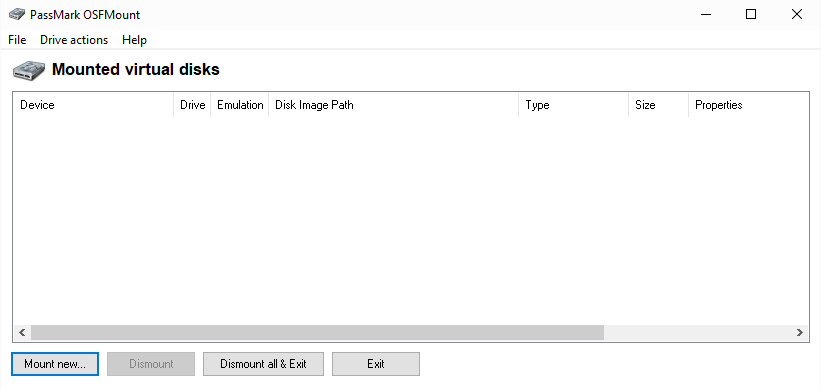 PassMark OSFMount
File Drive actions Help
Mounted virtual disks
Device Drive Emulation Disk Image Path Type Size Properties
Mount new... Dismount Dismount all & Exit Exit